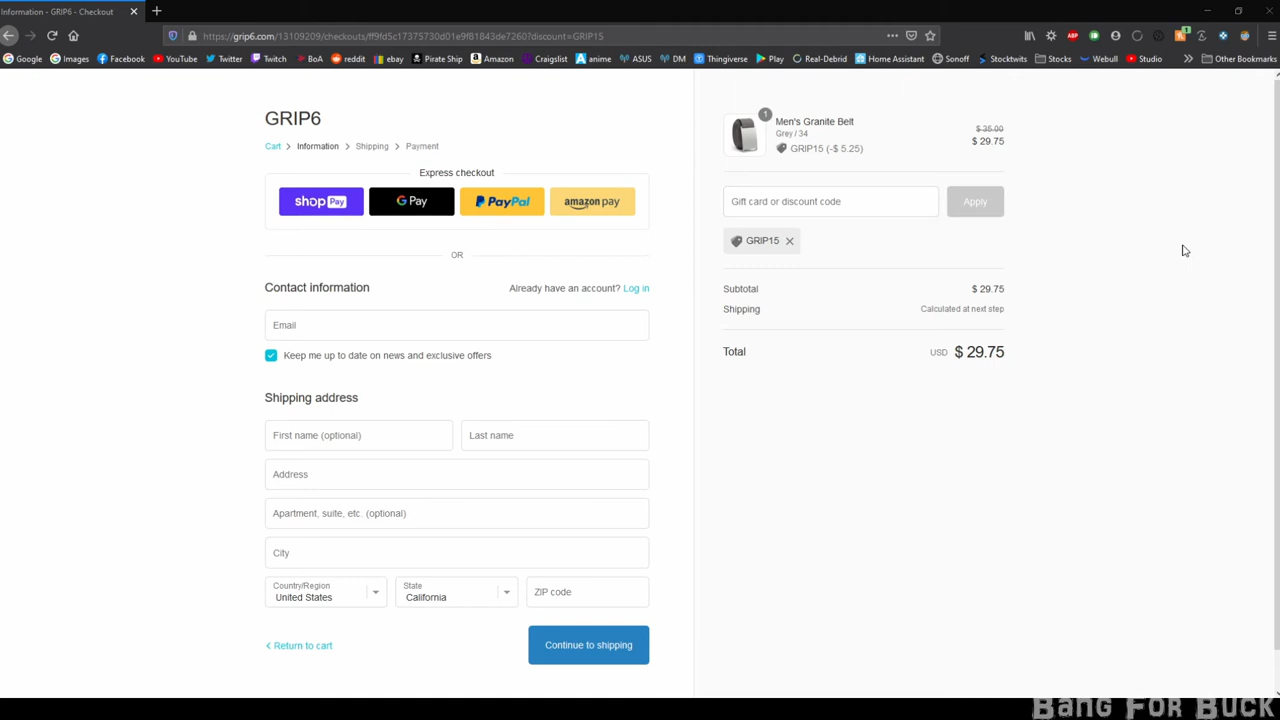 Information - GRIP6 - Checkout
https://grip6.com/13109209/checkouts/ff9fd5c17375730d01e9f81843de7260?discount=GRIP15
Google Images Facebook YouTube Twitter Twitch BoA reddit ebay Pirate Ship Amazon Craigslist anime ASUS DM Thingiverse Play Real-Debrid Home Assistant Sonoff Stocktwits Stocks Webull Studio Other Bookmarks
GRIP6
Cart > Information > Shipping > Payment
Express checkout
shop Pay
G Pay
PayPal
amazon pay
OR
Contact information
Already have an account? Log in
Email
Keep me up to date on news and exclusive offers
Shipping address
First name (optional)
Last name
Address
Apartment, suite, etc. (optional)
City
Country/Region
United States
State
California
ZIP code
< Return to cart
Continue to shipping
1
Men's Granite Belt
Grey / 34
GRIP15 (-$ 5.25)
$ 35.00
$ 29.75
Gift card or discount code
Apply
GRIP15
Subtotal
$ 29.75
Shipping
Calculated at next step
Total
USD $ 29.75
Bang For Buck